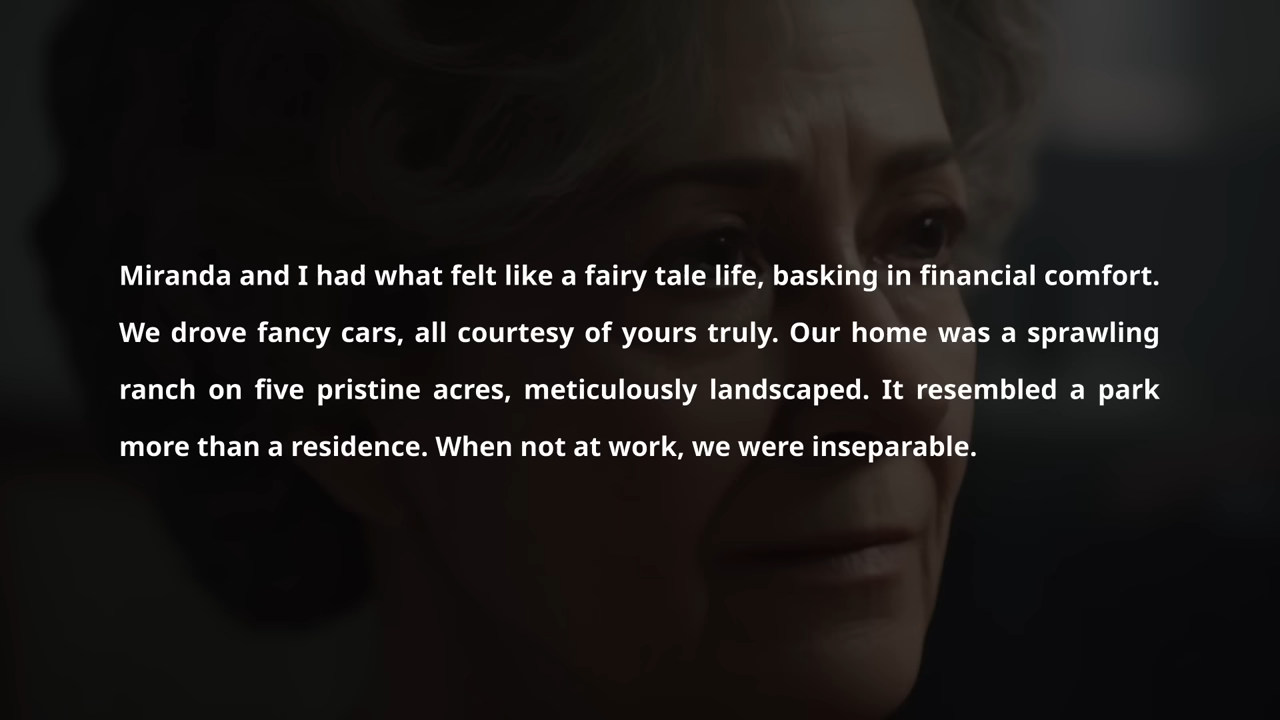 Miranda and I had what felt like a fairy tale life, basking in financial comfort.
We drove fancy cars, all courtesy of yours truly. Our home was a sprawling
ranch on five pristine acres, meticulously landscaped. It resembled a park
more than a residence. When not at work, we were inseparable.